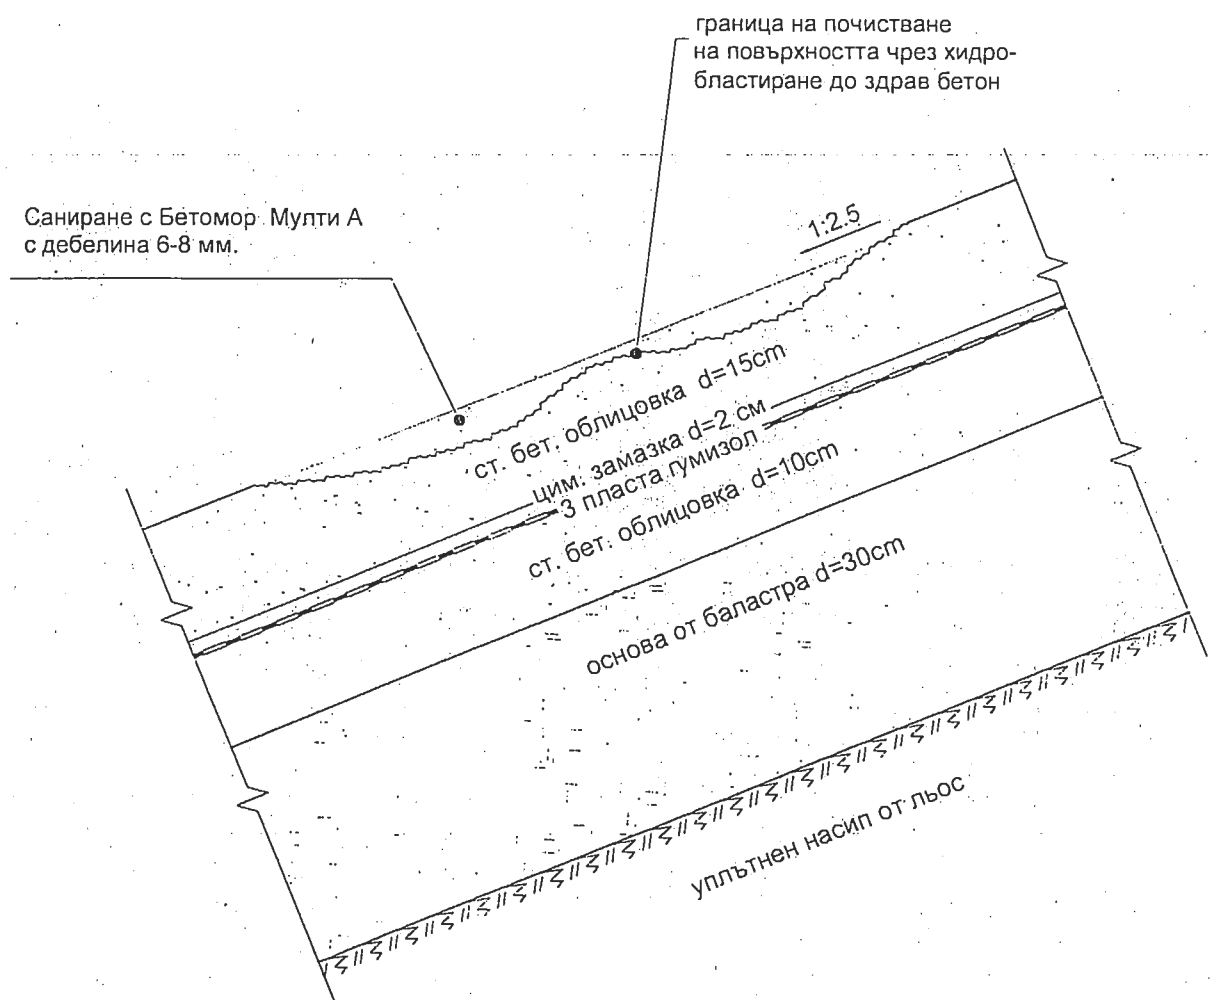 граница на почистване
на повърхността чрез хидро-
бластиране до здрав бетон
Саниране с Бетомор Мулти А
с дебелина 6-8 мм.
1:2.5
ст. бет. облицовка d=15cm
цим. замазка d=2 см
3 пласта гумизол
ст. бет. облицовка d=10cm
основа от баластра d=30cm
уплътнен насип от льос